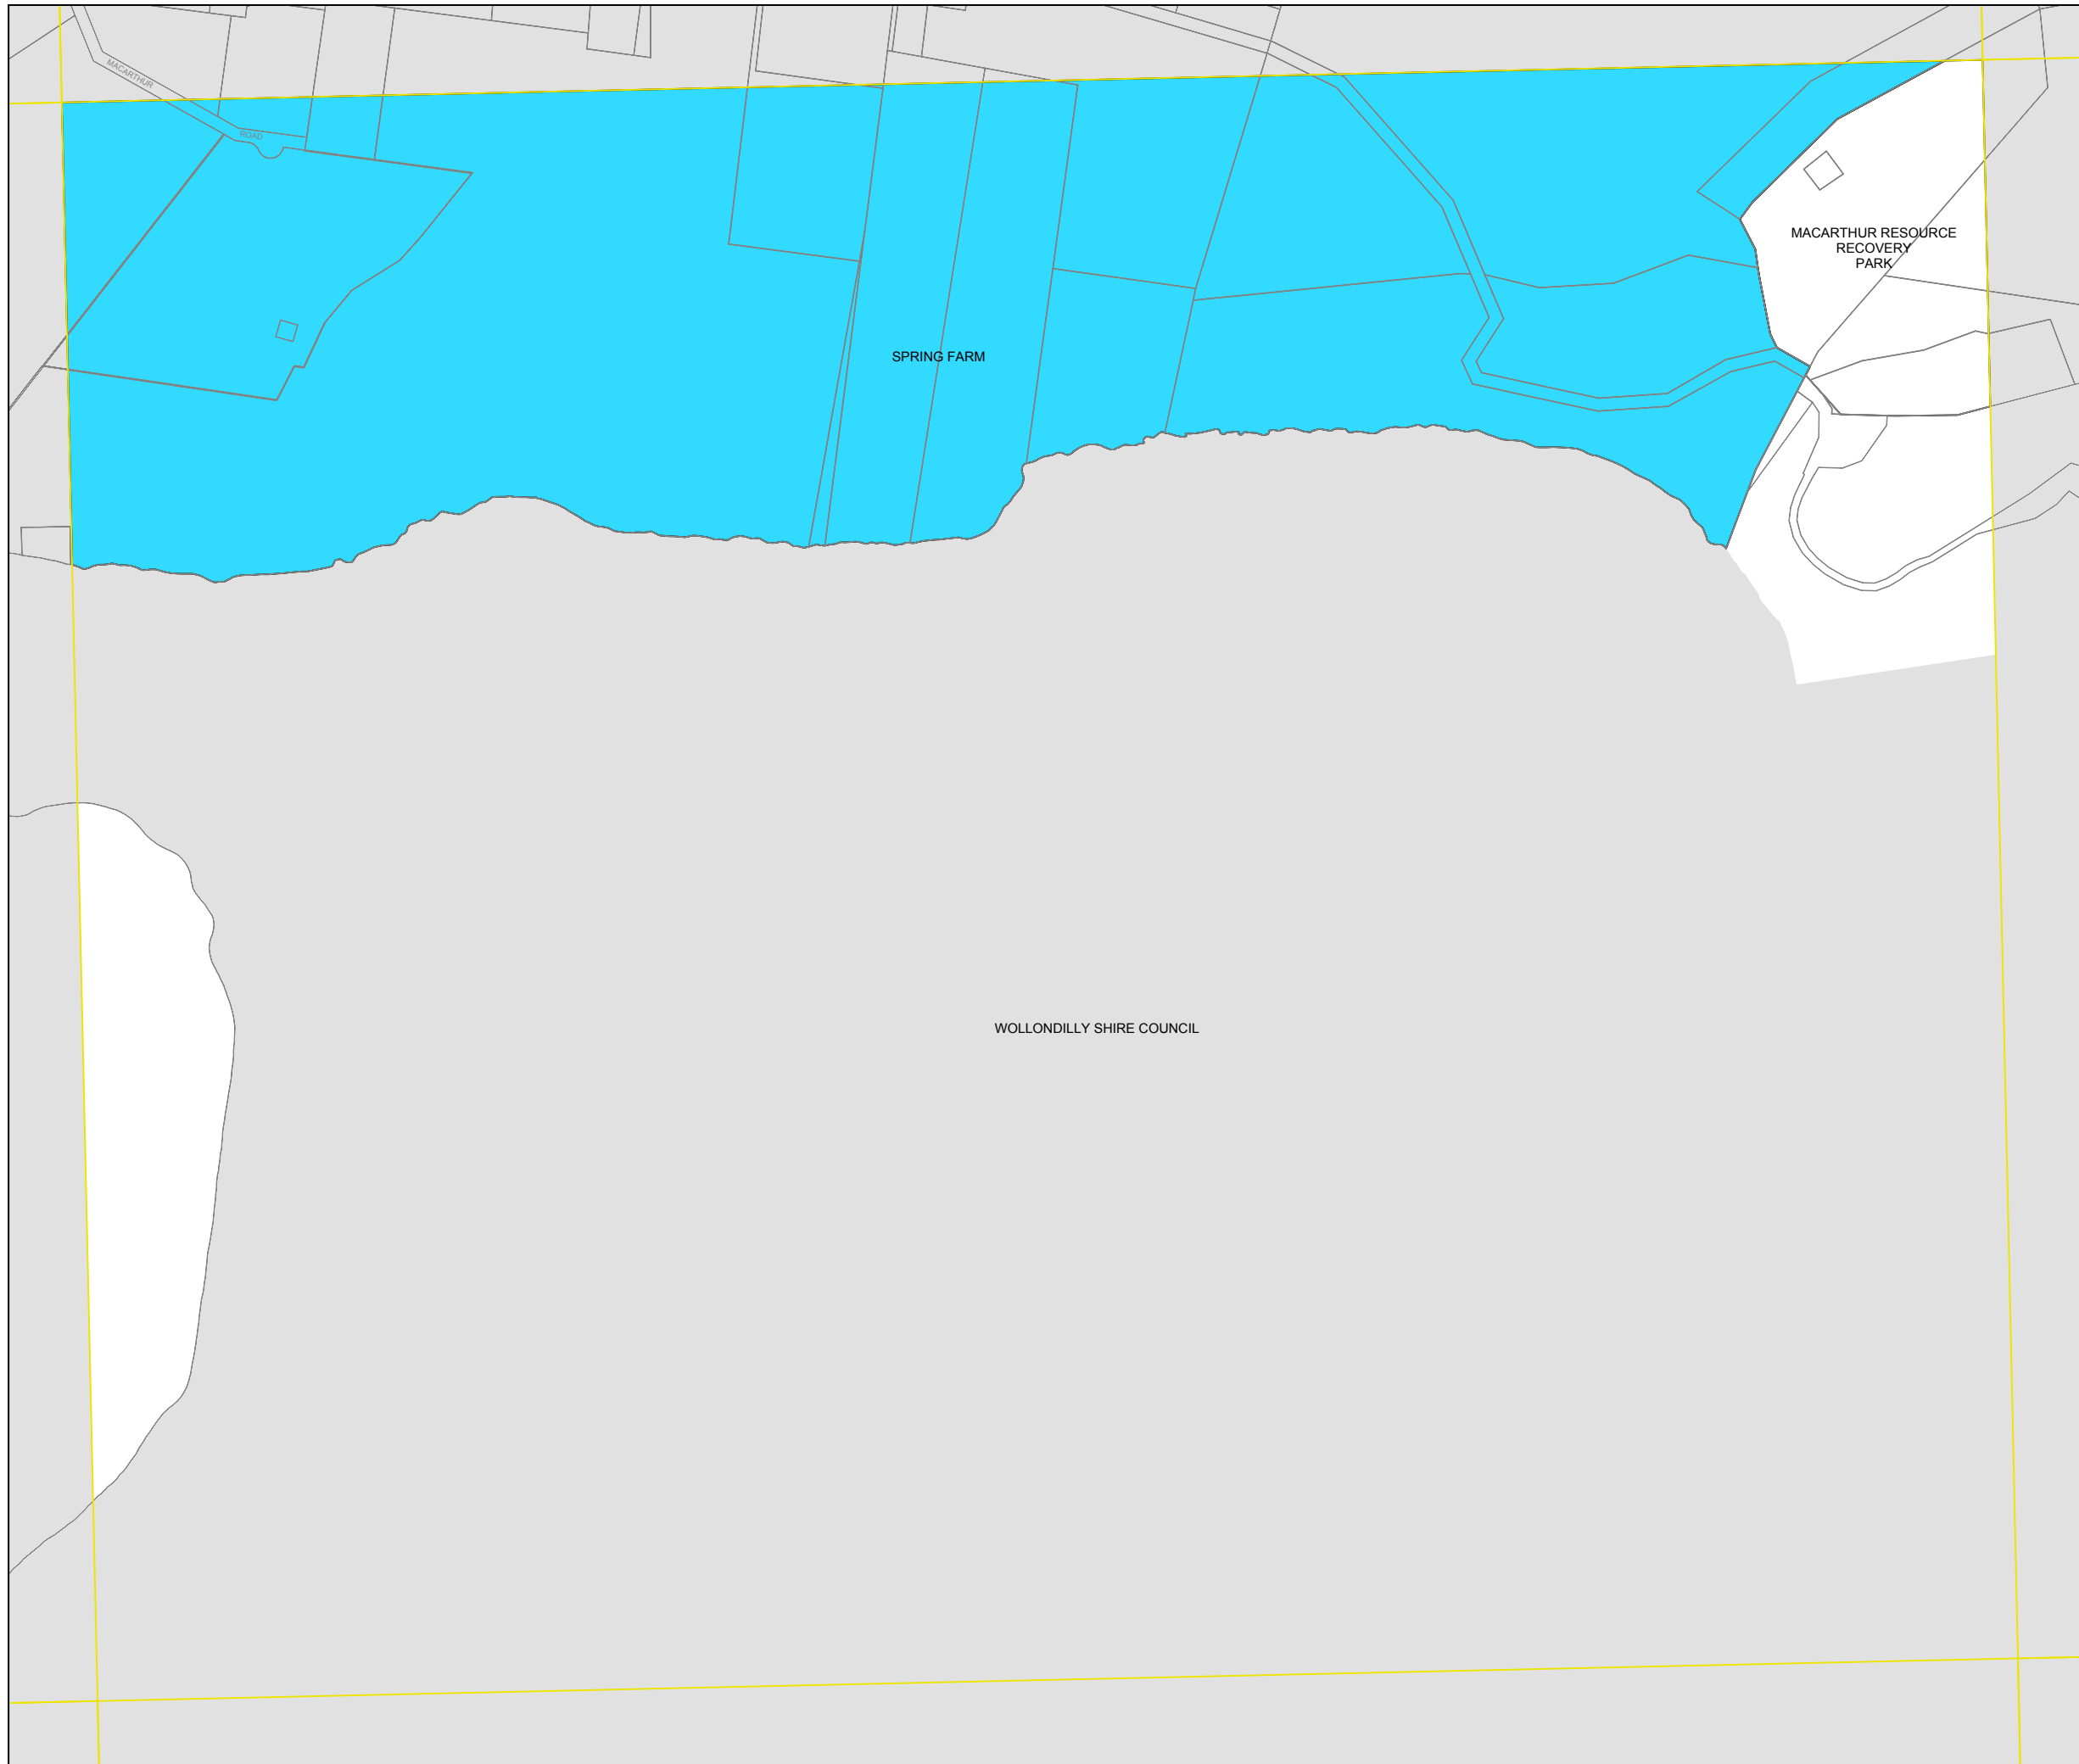 MACARTHUR
ROAD
MACARTHUR RESOURCE
RECOVERY
PARK
SPRING FARM
WOLLONDILLY SHIRE COUNCIL